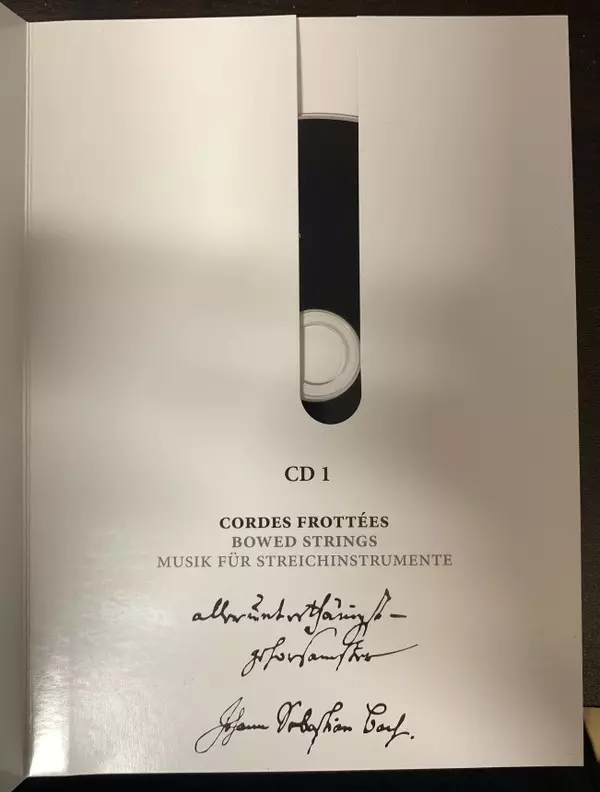 CD 1
CORDES FROTTÉES
BOWED STRINGS
MUSIK FÜR STREICHINSTRUMENTE
allerunterthänigst-
gehorsamster
Johann Sebastian Bach.